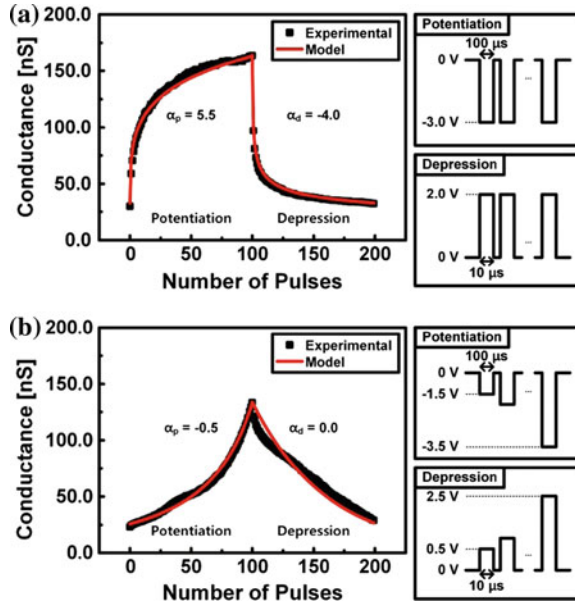 (a)
200.0
150.0
100.0
50.0
0.0
Conductance [nS]
Experimental
Model
αp = 5.5
αd = -4.0
Potentiation
Depression
0
100
200
Number of Pulses
Potentiation
100 µs
0 V
-3.0 V
...
Depression
2.0 V
0 V
...
10 µs
(b)
200.0
150.0
100.0
50.0
0.0
Conductance [nS]
Experimental
Model
αp = -0.5
αd = 0.0
Potentiation
Depression
0
100
200
Number of Pulses
Potentiation
100 µs
0 V
-1.5 V
-3.5 V
...
Depression
2.5 V
0.5 V
0 V
...
10 µs